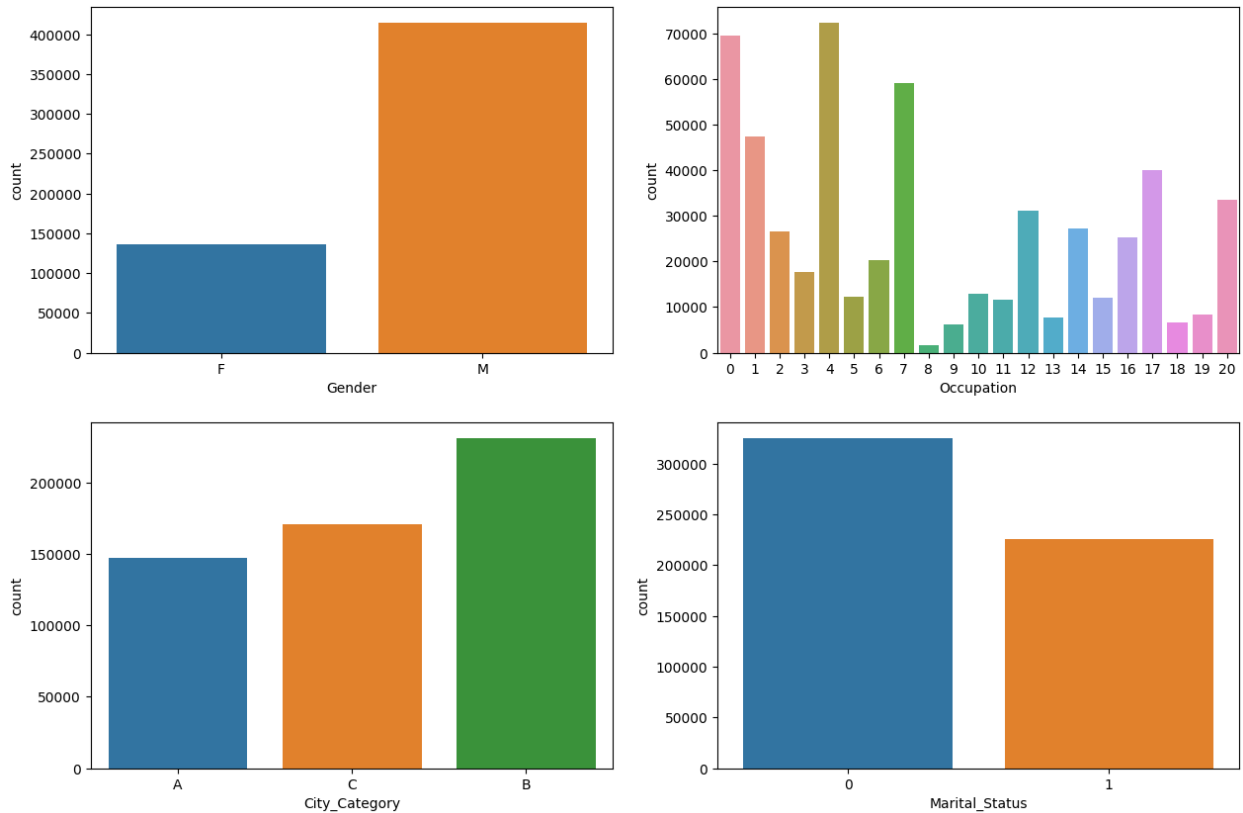 400000
350000
300000
250000
200000
150000
100000
50000
0
count
F M
Gender
70000
60000
50000
40000
30000
20000
10000
0
count
0 1 2 3 4 5 6 7 8 9 10 11 12 13 14 15 16 17 18 19 20
Occupation
200000
150000
100000
50000
0
count
A C B
City_Category
300000
250000
200000
150000
100000
50000
0
count
0 1
Marital_Status